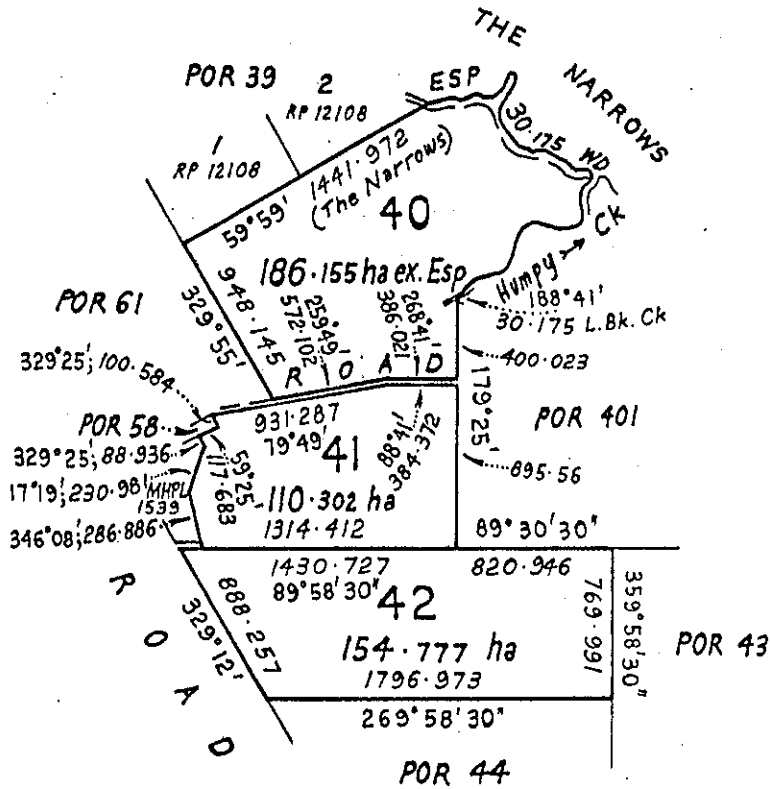 THE
NARROWS
POR 39
2
RP 12108
ESP
1
RP 12108
30·175
WD
59°59'
1441·972
(The Narrows)
40
186·155 ha ex. Esp
Humpy → Ck
188°41'
30·175 L.Bk. Ck
POR 61
329°55'
948·145
259°49'
572·102
268°41'
386·021
ROAD
400·023
179°25'
POR 401
895·56
329°25'; 100·584
POR 58
329°25'; 88·936
17°19'; 230·98
MHPL
1539
346°08'; 286·886
931·287
79°49'
59°25'
117·683
41
110·302 ha
1314·412
88°41'
384·372
89°30'30"
1430·727
89°58'30"
820·946
42
154·777 ha
1796·973
269°58'30"
888·257
329°12'
769·991
359°58'30"
POR 43
ROAD
POR 44